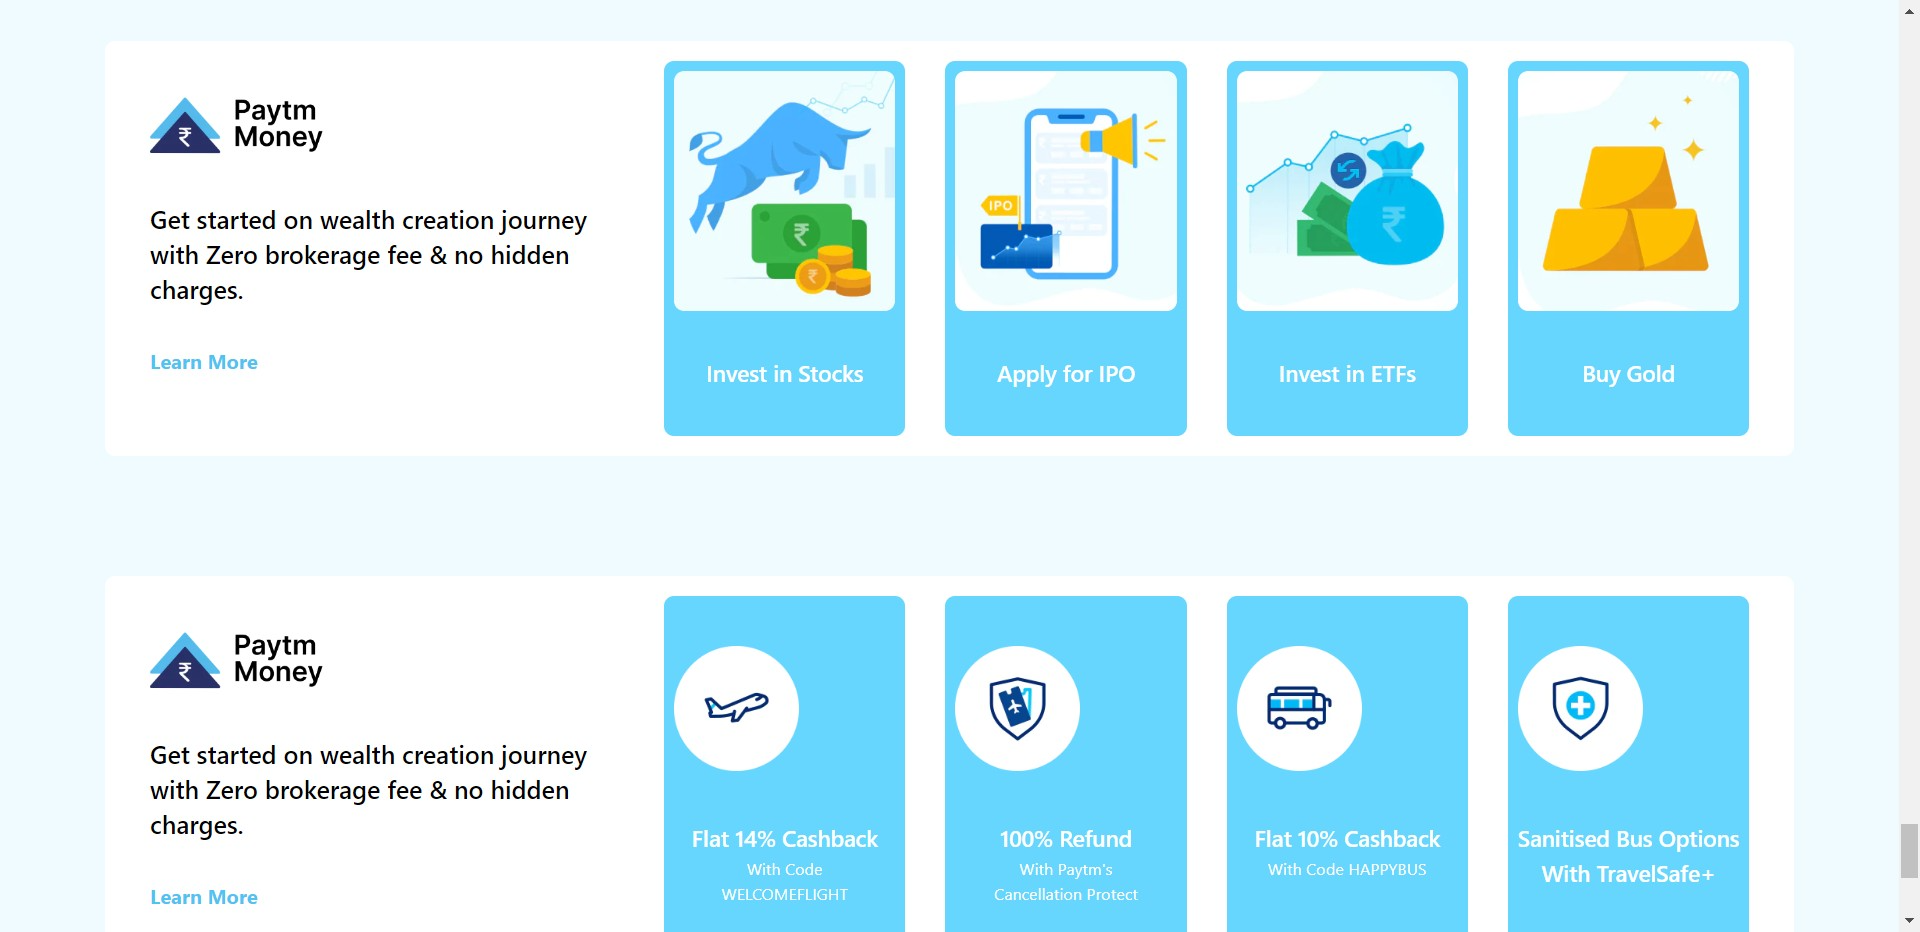 Paytm
Money
Get started on wealth creation journey
with Zero brokerage fee & no hidden
charges.
Learn More
₹
₹
₹
Invest in Stocks
IPO
Apply for IPO
₹
Invest in ETFs
Buy Gold
Paytm
Money
₹
Get started on wealth creation journey
with Zero brokerage fee & no hidden
charges.
Learn More
Flat 14% Cashback
With Code
WELCOMEFLIGHT
100% Refund
With Paytm's
Cancellation Protect
Flat 10% Cashback
With Code HAPPYBUS
Sanitised Bus Options
With TravelSafe+